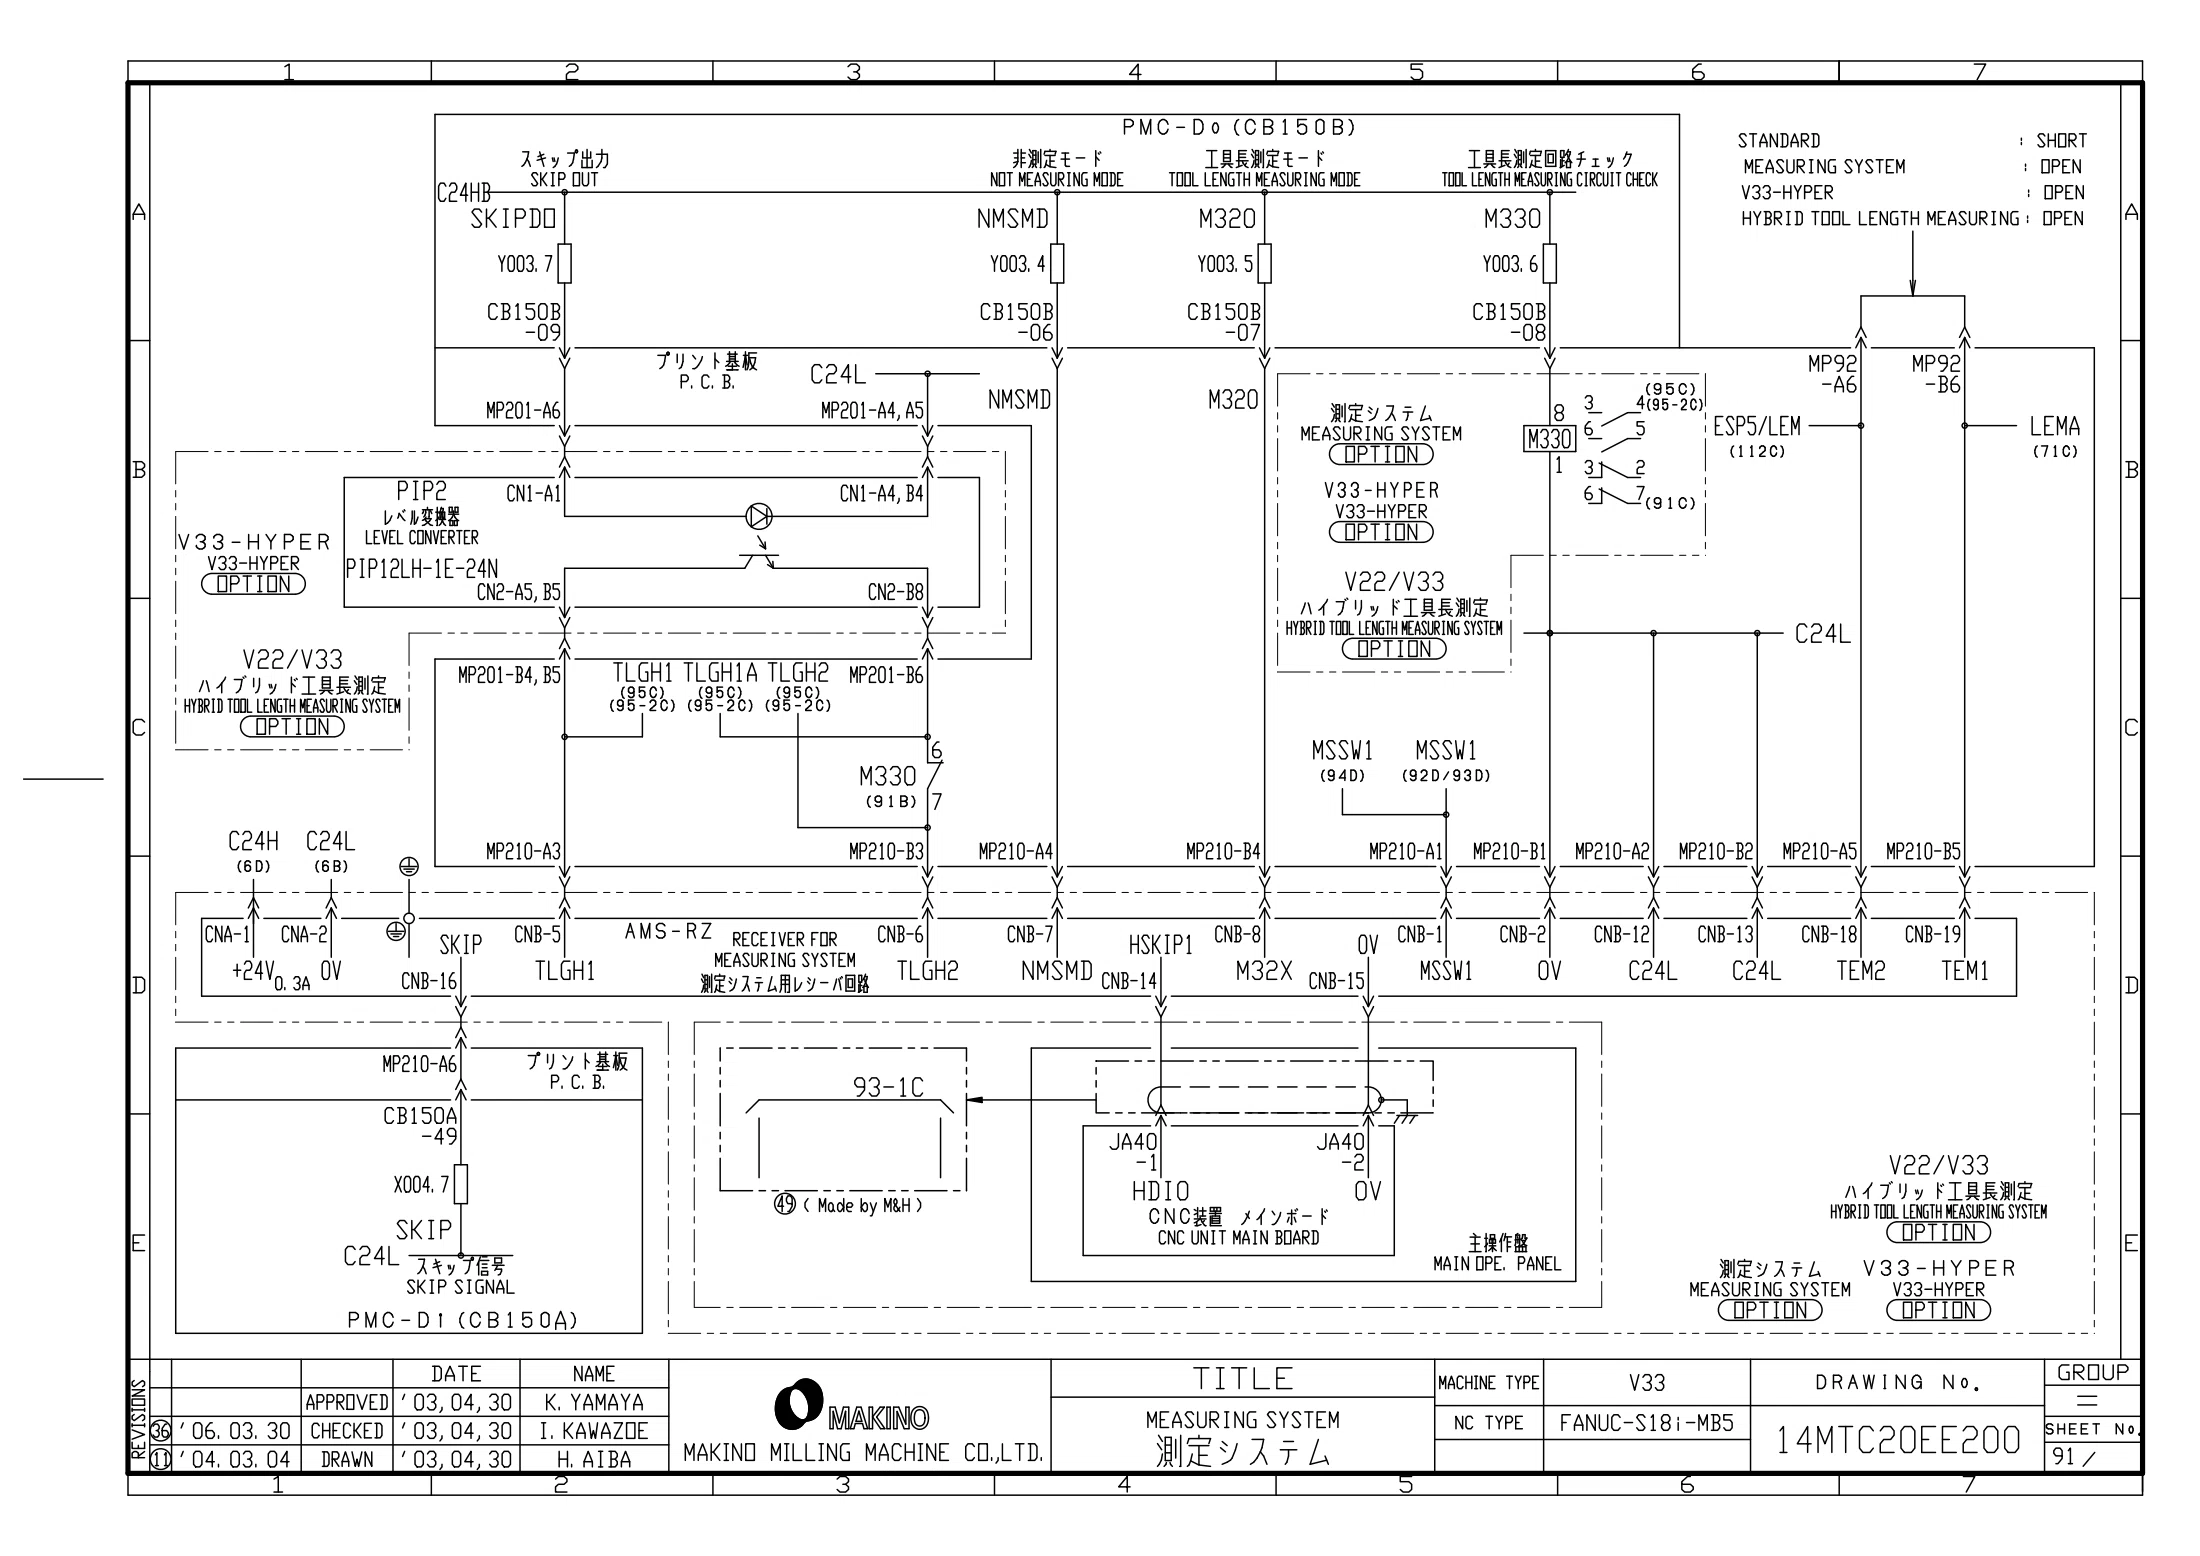 1 2 3 4 5 6 7
PMC-Do (CB150B)
STANDARD : SHORT
MEASURING SYSTEM : OPEN
V33-HYPER : OPEN
HYBRID TOOL LENGTH MEASURING : OPEN
スキップ出力 非測定モード 工具長測定モード 工具長測定回路チェック
SKIP OUT NOT MEASURING MODE TOOL LENGTH MEASURING MODE TOOL LENGTH MEASURING CIRCUIT CHECK
C24HB
A A
SKIPDO NMSMD M320 M330
Y003.7 Y003.4 Y003.5 Y003.6
CB150B CB150B CB150B CB150B
-09 -06 -07 -08
プリント基板
P.C.B.
C24L
MP92 MP92
-A6 -B6
NMSMD M320
MP201-A6 MP201-A4,A5
測定システム
MEASURING SYSTEM
OPTION
V33-HYPER
V33-HYPER
OPTION
8
M330
1
3 4 (95C)
(95-2C)
6 5
3 2
6 7 (91C)
ESP5/LEM
(112C)
LEMA
(71C)
B B
PIP2
レベル変換器
LEVEL CONVERTER
PIP12LH-1E-24N
CN1-A1 CN1-A4,B4
V33-HYPER
V33-HYPER
OPTION
CN2-A5,B5 CN2-B8
V22/V33
ハイブリッド工具長測定
HYBRID TOOL LENGTH MEASURING SYSTEM
OPTION
C24L
V22/V33
ハイブリッド工具長測定
HYBRID TOOL LENGTH MEASURING SYSTEM
OPTION
MP201-B4,B5 TLGH1 TLGH1A TLGH2 MP201-B6
(95C) (95C) (95C)
(95-2C) (95-2C) (95-2C)
C C
6
M330
(91B)
7
MSSW1 MSSW1
(94D) (92D/93D)
C24H C24L
(6D) (6B)
MP210-A3 MP210-B3 MP210-A4 MP210-B4 MP210-A1 MP210-B1 MP210-A2 MP210-B2 MP210-A5 MP210-B5
CNA-1 CNA-2 SKIP CNB-5 AMS-RZ CNB-6 CNB-7 HSKIP1 CNB-8 0V CNB-1 CNB-2 CNB-12 CNB-13 CNB-18 CNB-19
RECEIVER FOR
MEASURING SYSTEM
測定システム用レシーバ回路
+24V 0.3A 0V TLGH1 TLGH2 NMSMD M32X MSSW1 0V C24L C24L TEM2 TEM1
CNB-16 CNB-14 CNB-15
D D
MP210-A6
プリント基板
P.C.B.
CB150A
-49
X004.7
SKIP
C24L
スキップ信号
SKIP SIGNAL
PMC-Di (CB150A)
93-1C
49 ( Made by M&H )
JA40 JA40
-1 -2
HDI0 0V
CNC装置 メインボード
CNC UNIT MAIN BOARD
主操作盤
MAIN OPE. PANEL
V22/V33
ハイブリッド工具長測定
HYBRID TOOL LENGTH MEASURING SYSTEM
OPTION
測定システム V33-HYPER
MEASURING SYSTEM V33-HYPER
OPTION OPTION
E E
REVISIONS
DATE NAME
APPROVED '03,04,30 K. YAMAYA
36 '06.03.30 CHECKED '03,04,30 I. KAWAZOE
11 '04.03.04 DRAWN '03,04,30 H. AIBA
MAKINO
MAKINO MILLING MACHINE CO.,LTD.
TITLE
MEASURING SYSTEM
測定システム
MACHINE TYPE V33
NC TYPE FANUC-S18i-MB5
DRAWING No.
14MTC20EE200
GROUP
=
SHEET No.
91 /
1 2 3 4 5 6 7